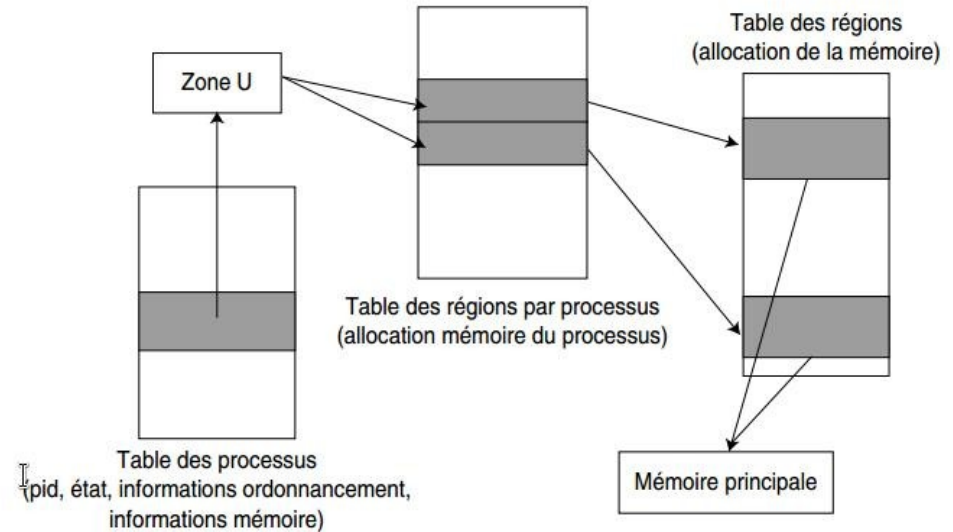 Table des régions
(allocation de la mémoire)
Zone U
Table des régions par processus
(allocation mémoire du processus)
Table des processus
(pid, état, informations ordonnancement,
informations mémoire)
Mémoire principale